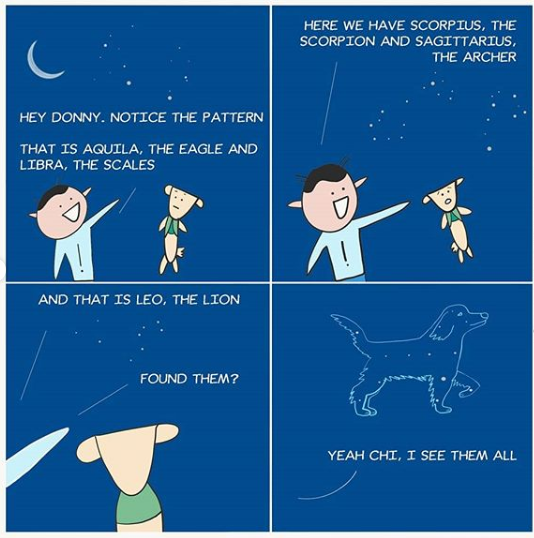 HEY DONNY. NOTICE THE PATTERN
THAT IS AQUILA, THE EAGLE AND
LIBRA, THE SCALES
HERE WE HAVE SCORPIUS, THE
SCORPION AND SAGITTARIUS,
THE ARCHER
AND THAT IS LEO, THE LION
FOUND THEM?
YEAH CHI, I SEE THEM ALL